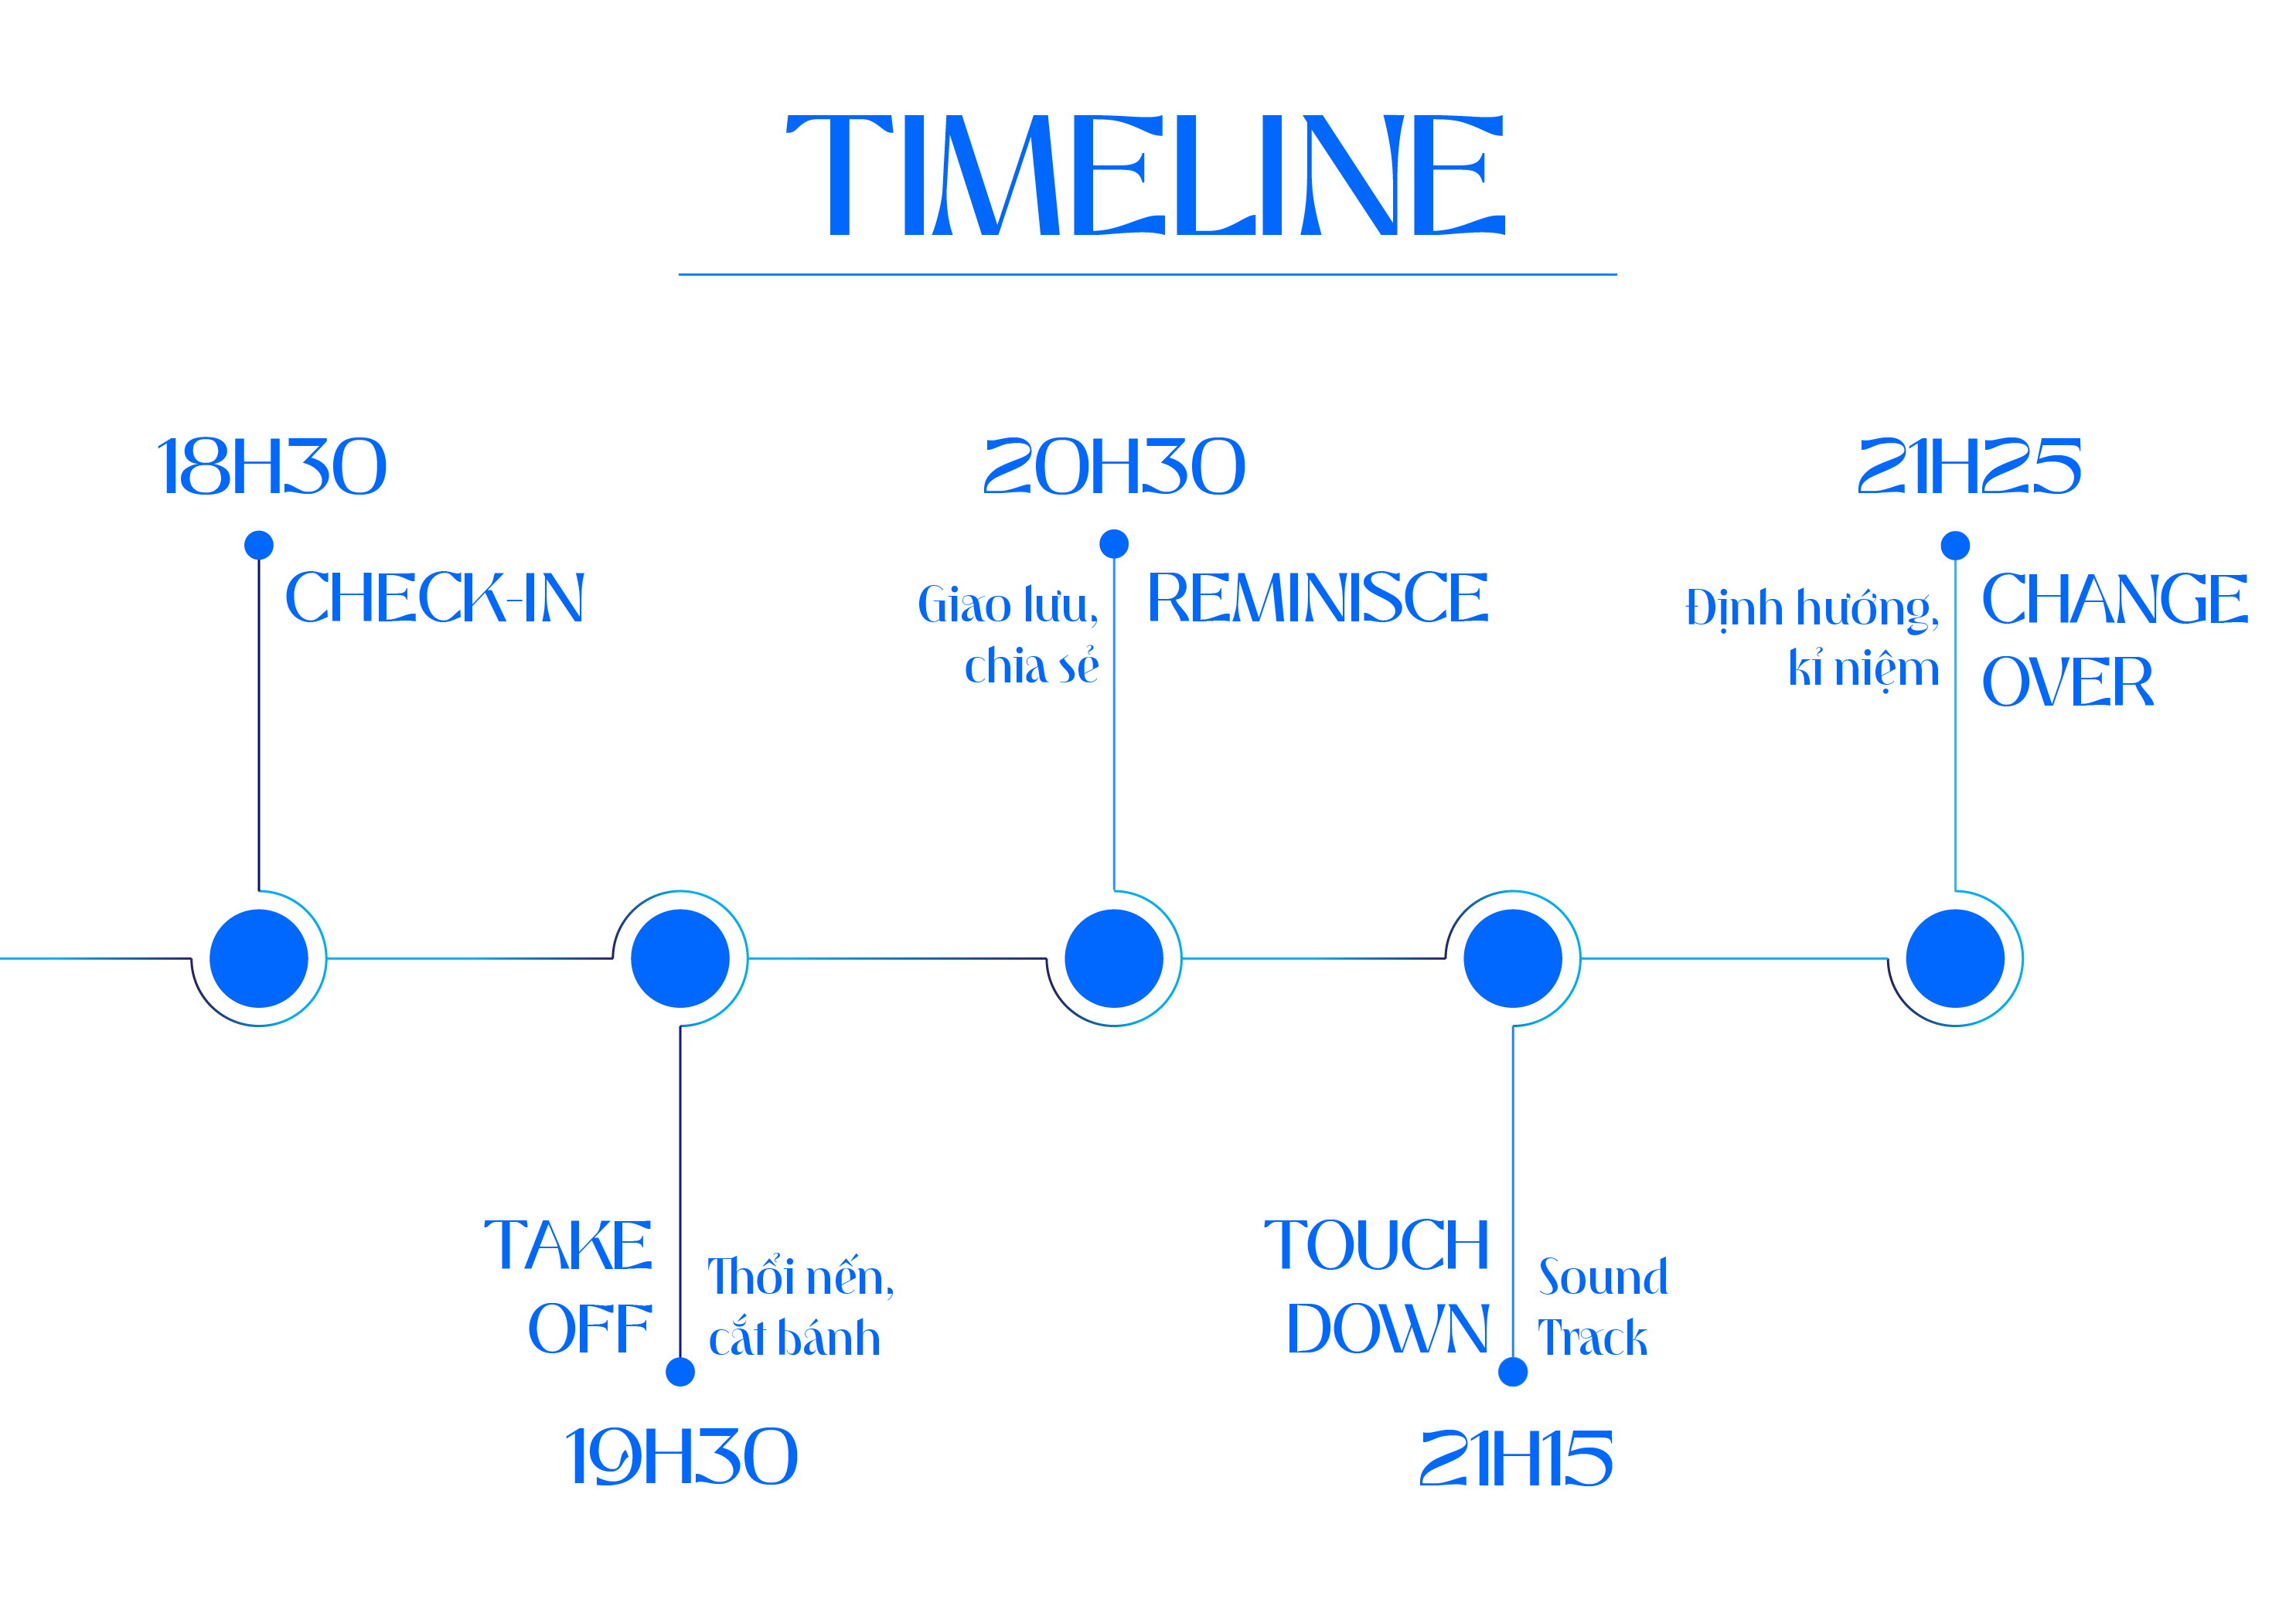 TIMELINE
18H30
CHECK-IN
TAKE
OFF
Thổi nến,
cắt bánh
19H30
20H30
Giao lưu,
chia sẻ
REMINISCE
TOUCH
DOWN
Sound
Track
21H15
21H25
Định hướng,
kỉ niệm
CHANGE
OVER